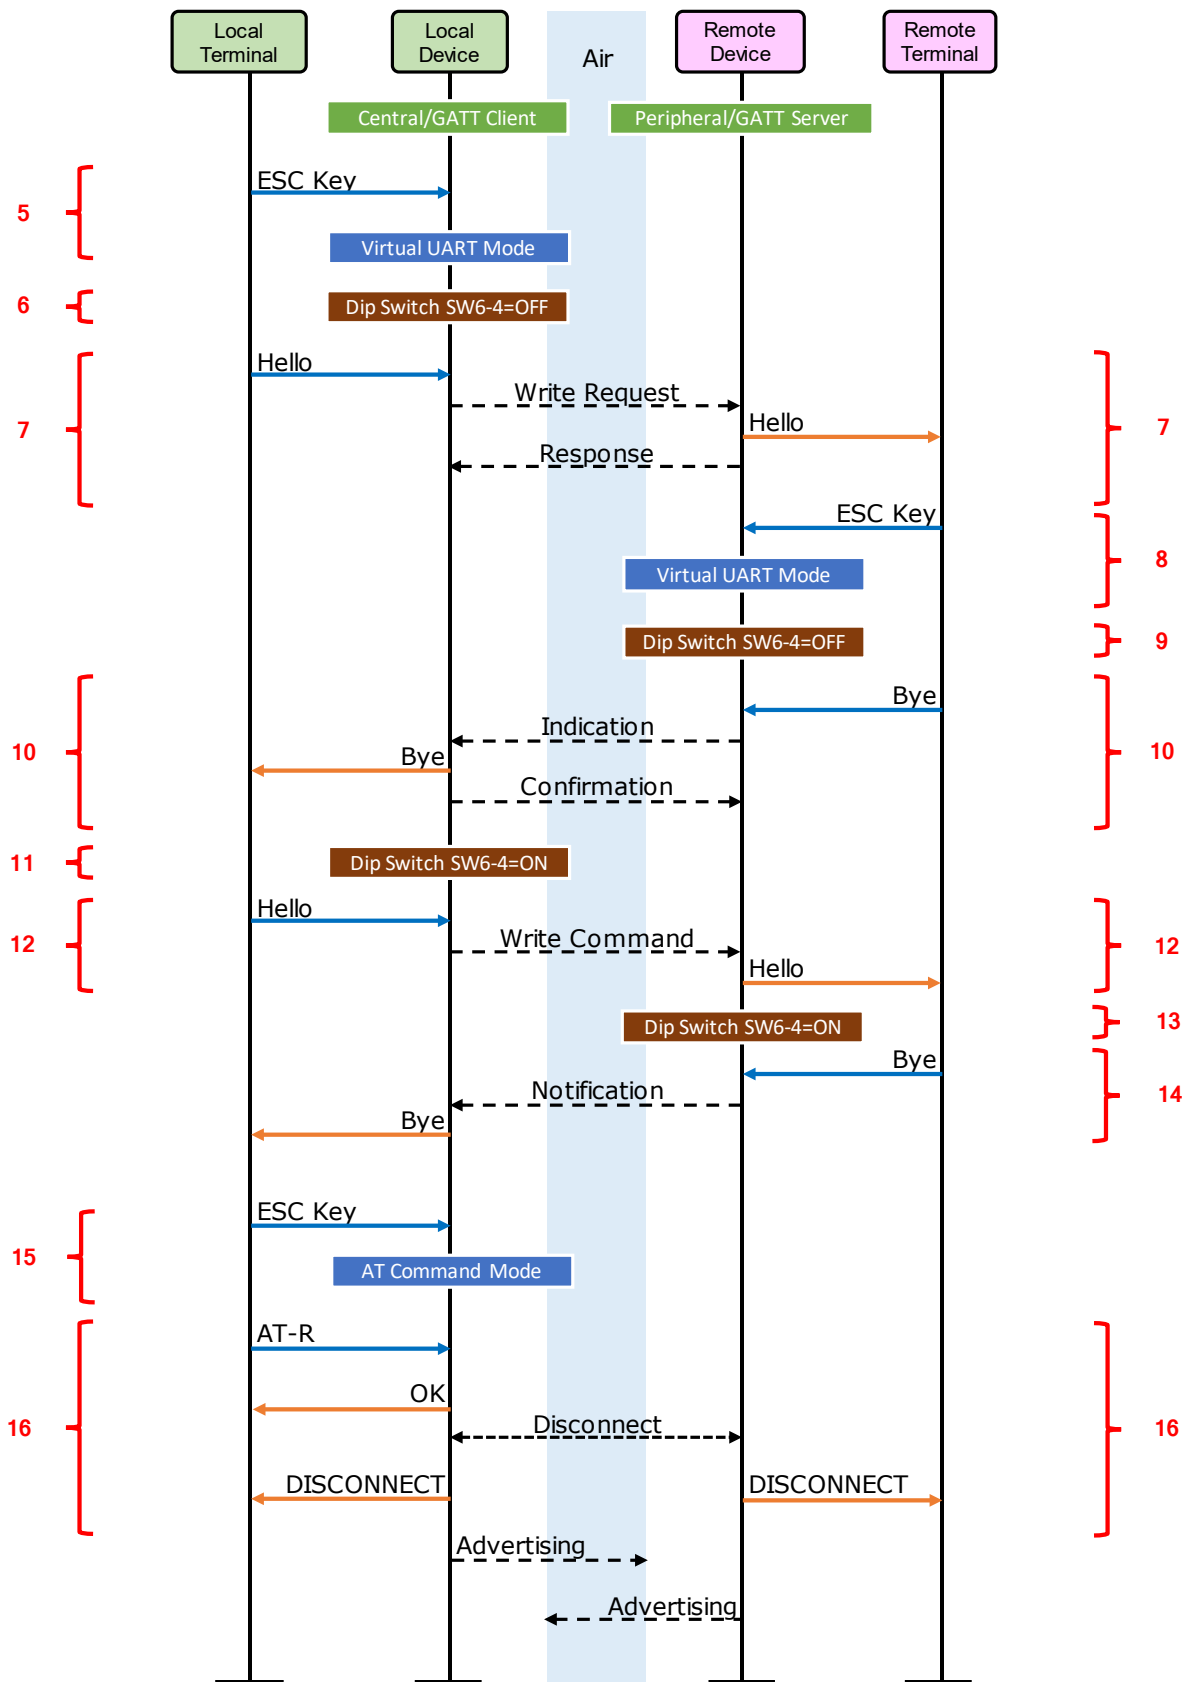 Local
Terminal
Local
Device
Air
Remote
Device
Remote
Terminal
Central/GATT Client
Peripheral/GATT Server
ESC Key
5
Virtual UART Mode
6
Dip Switch SW6-4=OFF
Hello
Write Request
7
Hello
7
Response
ESC Key
8
Virtual UART Mode
Dip Switch SW6-4=OFF
9
Bye
Indication
10
Bye
10
Confirmation
11
Dip Switch SW6-4=ON
Hello
12
Write Command
12
Hello
Dip Switch SW6-4=ON
13
Bye
Notification
14
Bye
ESC Key
15
AT Command Mode
AT-R
OK
16
Disconnect
16
DISCONNECT
DISCONNECT
Advertising
Advertising